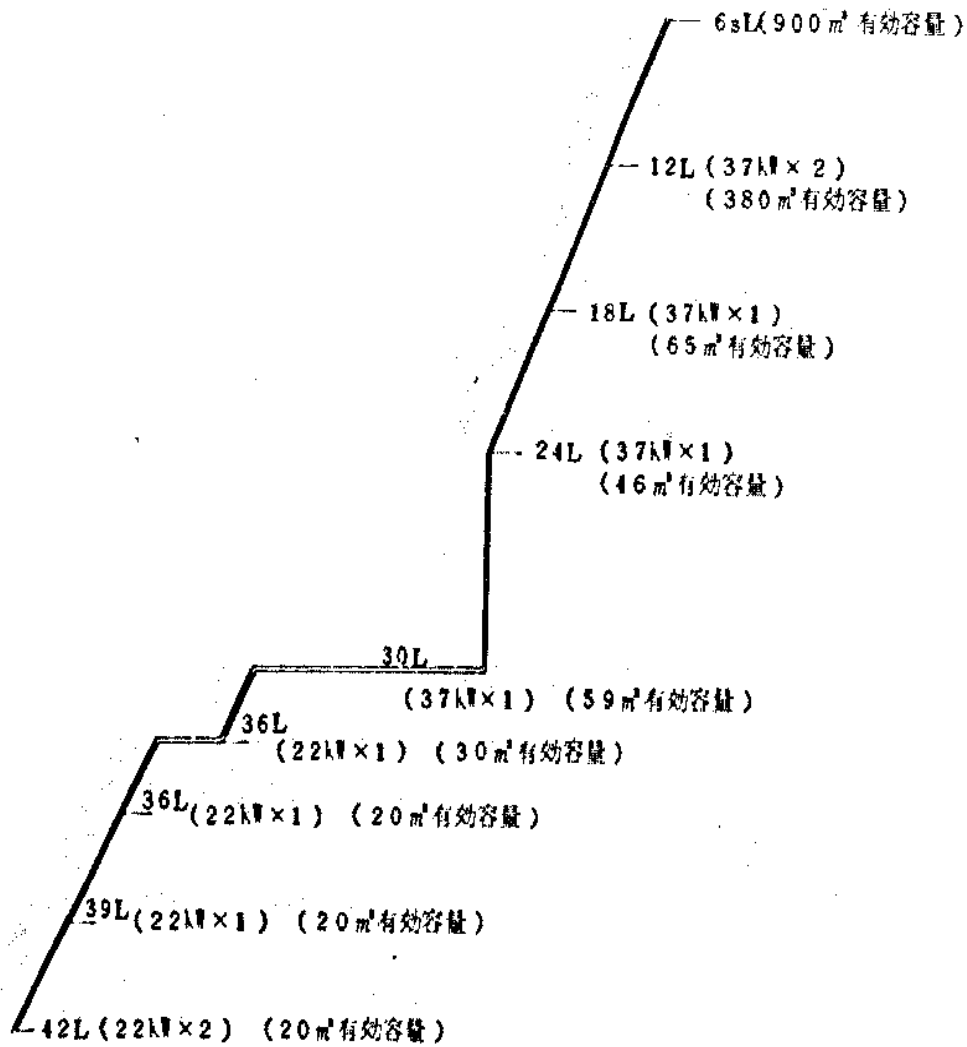 6sL(900㎥有効容量)
12L(37kW×2)
(380㎥有効容量)
18L(37kW×1)
(65㎥有効容量)
24L(37kW×1)
(46㎥有効容量)
30L
(37kW×1) (59㎥有効容量)
36L
(22kW×1) (30㎥有効容量)
36L(22kW×1) (20㎥有効容量)
39L(22kW×1) (20㎥有効容量)
42L(22kW×2) (20㎥有効容量)